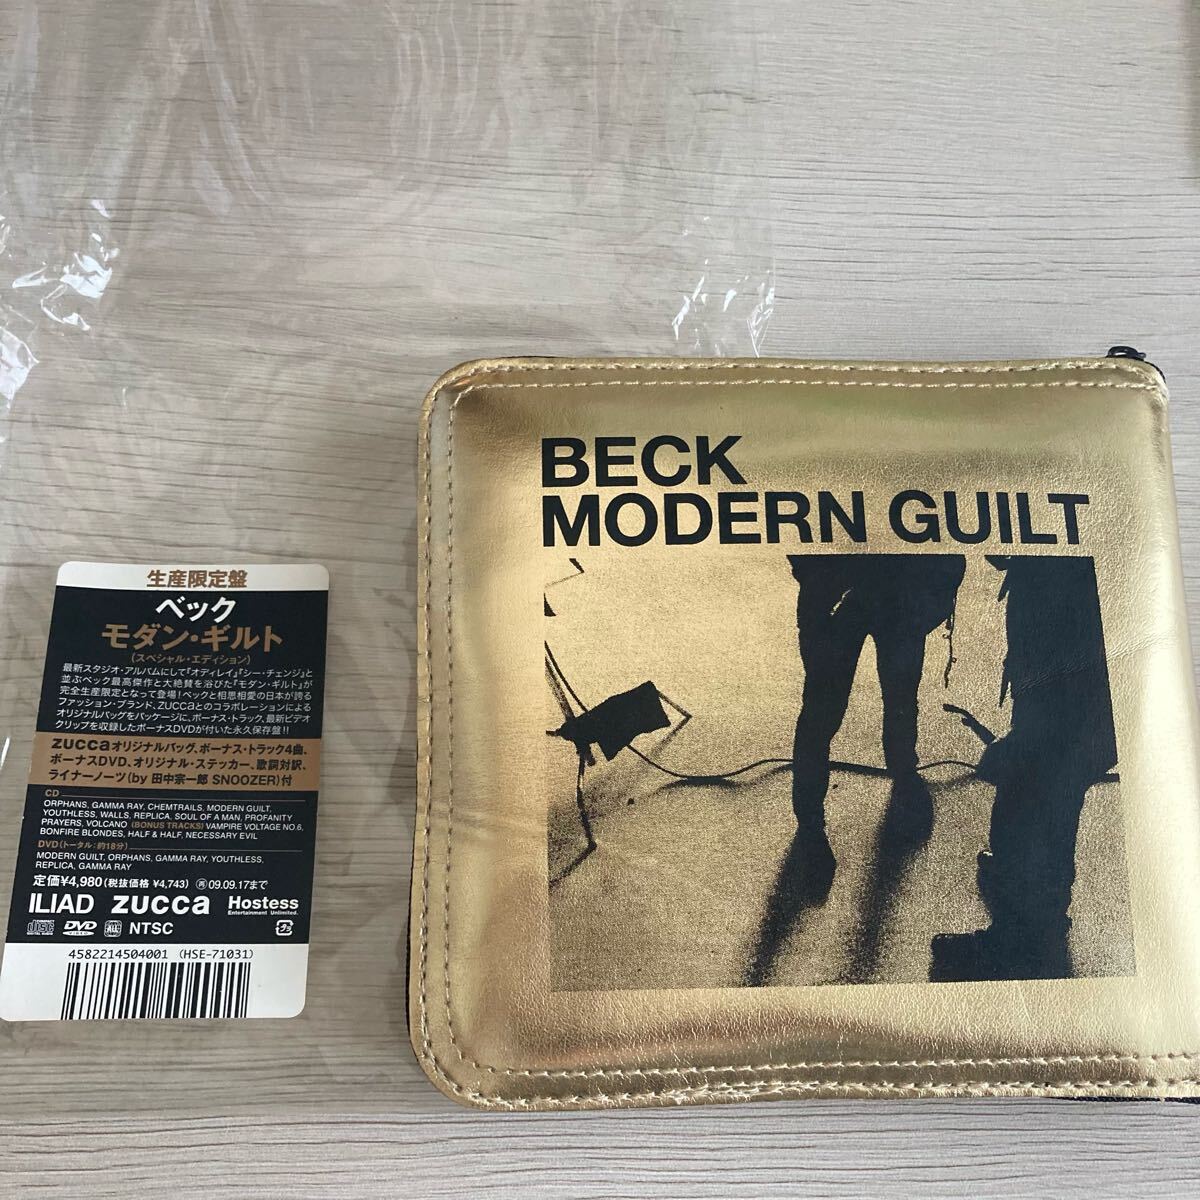 生産限定盤
ベック
モダン・ギルト
(スペシャル・エディション)
最新スタジオ・アルバムにして『オディレイ』『シー・チェンジ』と
並ぶベック最高傑作と大絶賛を浴びた『モダン・ギルト』が
完全生産限定となって登場!ベックと相思相愛の日本が誇る
ファッション・ブランド、ZUCCaとのコラボレーションによる
オリジナルバッグをパッケージに、ボーナス・トラック、最新ビデオ
クリップを収録したボーナスDVDが付いた永久保存盤!!
zuccaオリジナルバッグ、ボーナス・トラック4曲、
ボーナスDVD、オリジナル・ステッカー、歌詞対訳、
ライナーノーツ(by 田中宗一郎 SNOOZER)付
CD
ORPHANS, GAMMA RAY, CHEMTRAILS, MODERN GUILT,
YOUTHLESS, WALLS, REPLICA, SOUL OF A MAN, PROFANITY
PRAYERS, VOLCANO (BONUS TRACKS) VAMPIRE VOLTAGE NO.6,
BONFIRE BLONDES, HALF & HALF, NECESSARY EVIL
DVD(トータル:約18分)
MODERN GUILT, ORPHANS, GAMMA RAY, YOUTHLESS,
REPLICA, GAMMA RAY
定価¥4,980(税抜価格 ¥4,743) 再09.09.17まで
ILIAD zucca Hostess
Entertainment Unlimited.
COMPACT disc DIGITAL AUDIO DVD VIDEO ALL NTSC
4582214504001 (HSE-71031)
BECK
MODERN GUILT